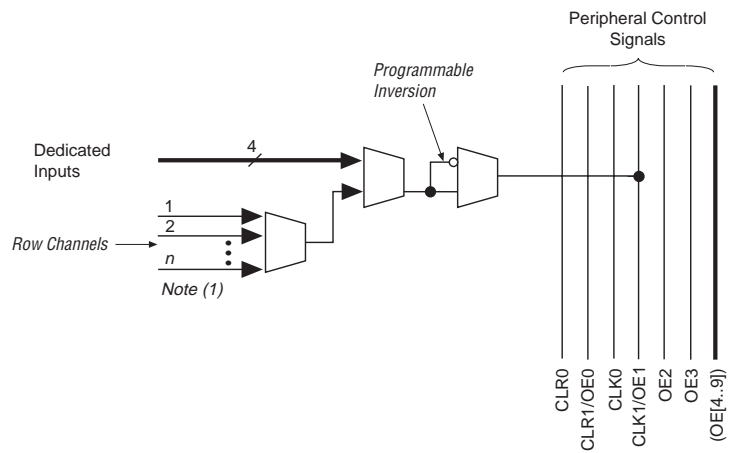 Peripheral Control
Signals
Programmable
Inversion
Dedicated
Inputs
4
Row Channels
1
2
n
Note (1)
CLR0
CLR1/OE0
CLK0
CLK1/OE1
OE2
OE3
(OE[4..9])